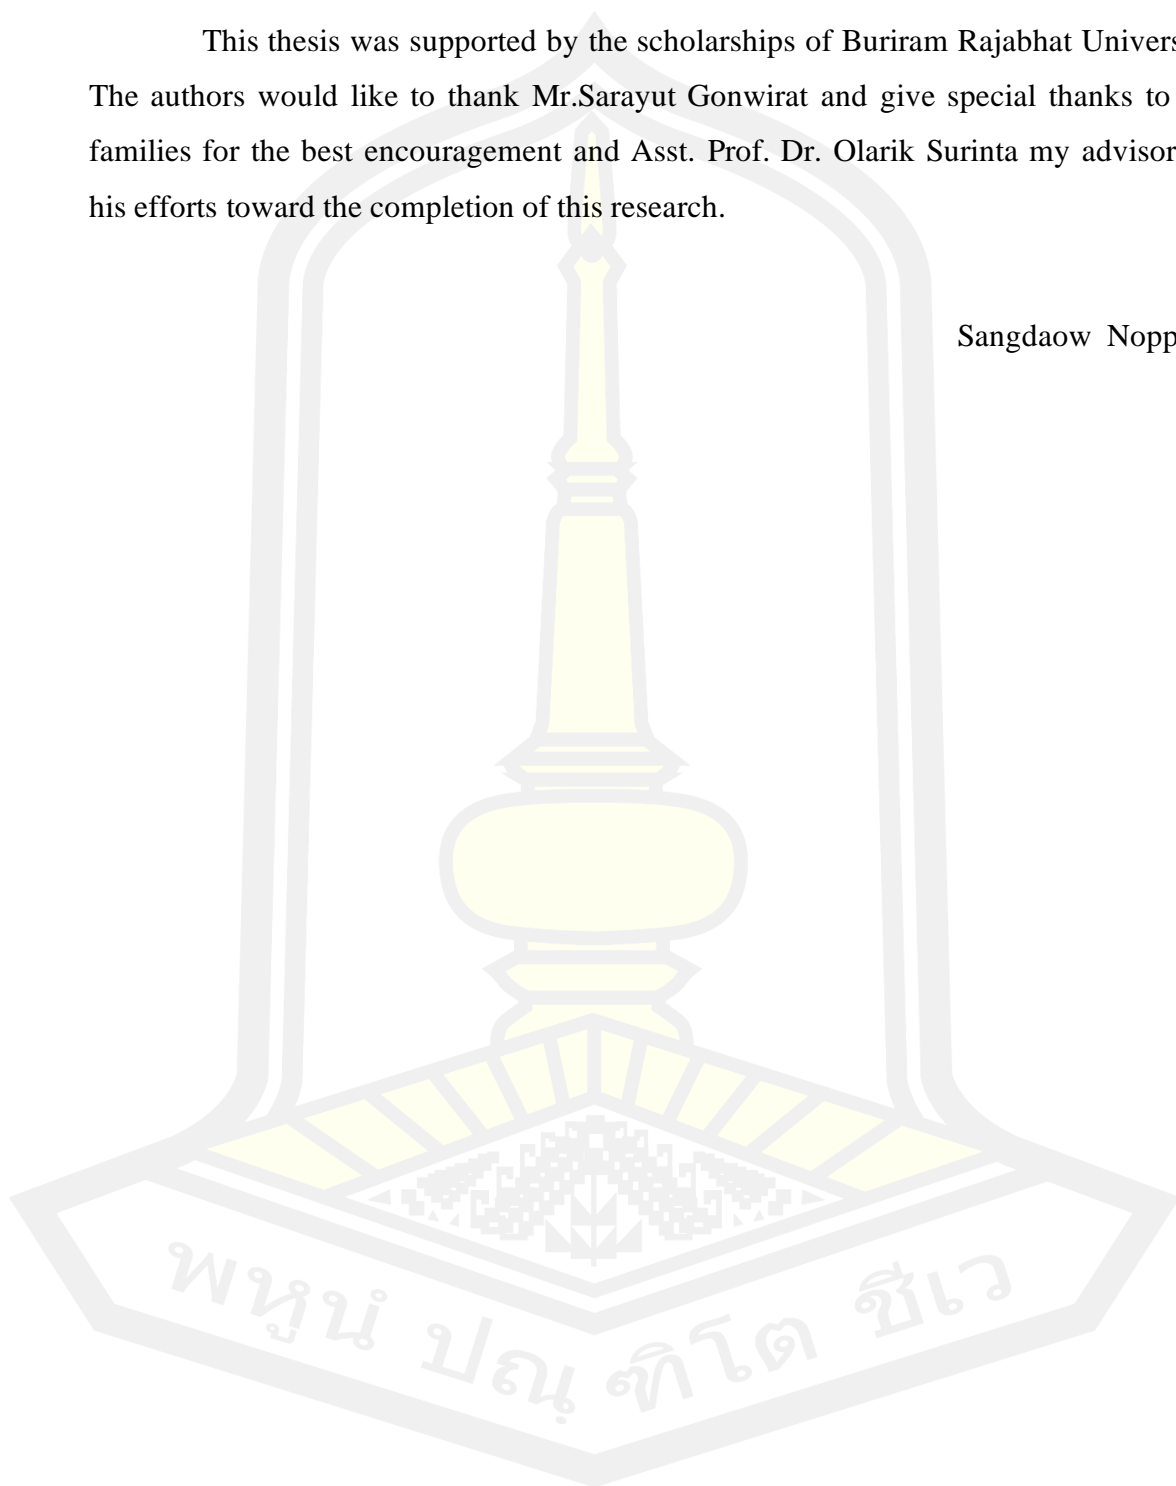 This thesis was supported by the scholarships of Buriram Rajabhat Univers
The authors would like to thank Mr.Sarayut Gonwirat and give special thanks to
families for the best encouragement and Asst. Prof. Dr. Olarik Surinta my advisor
his efforts toward the completion of this research.
Sangdaow Nopp
พหูนํ ปณฺฑิโต ชีเว